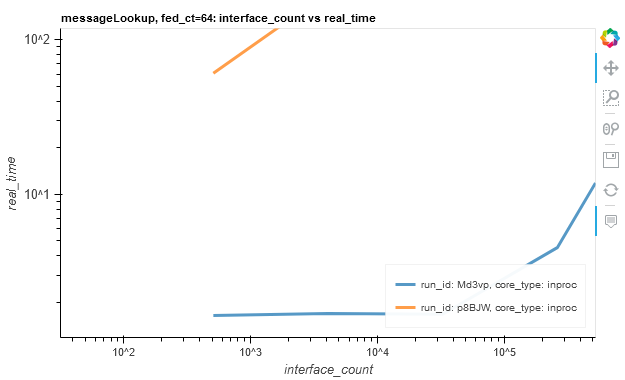 messageLookup, fed_ct=64: interface_count vs real_time
10^2
10^1
real_time
run_id: Md3vp, core_type: inproc
run_id: p8BJW, core_type: inproc
10^2
10^3
10^4
10^5
interface_count